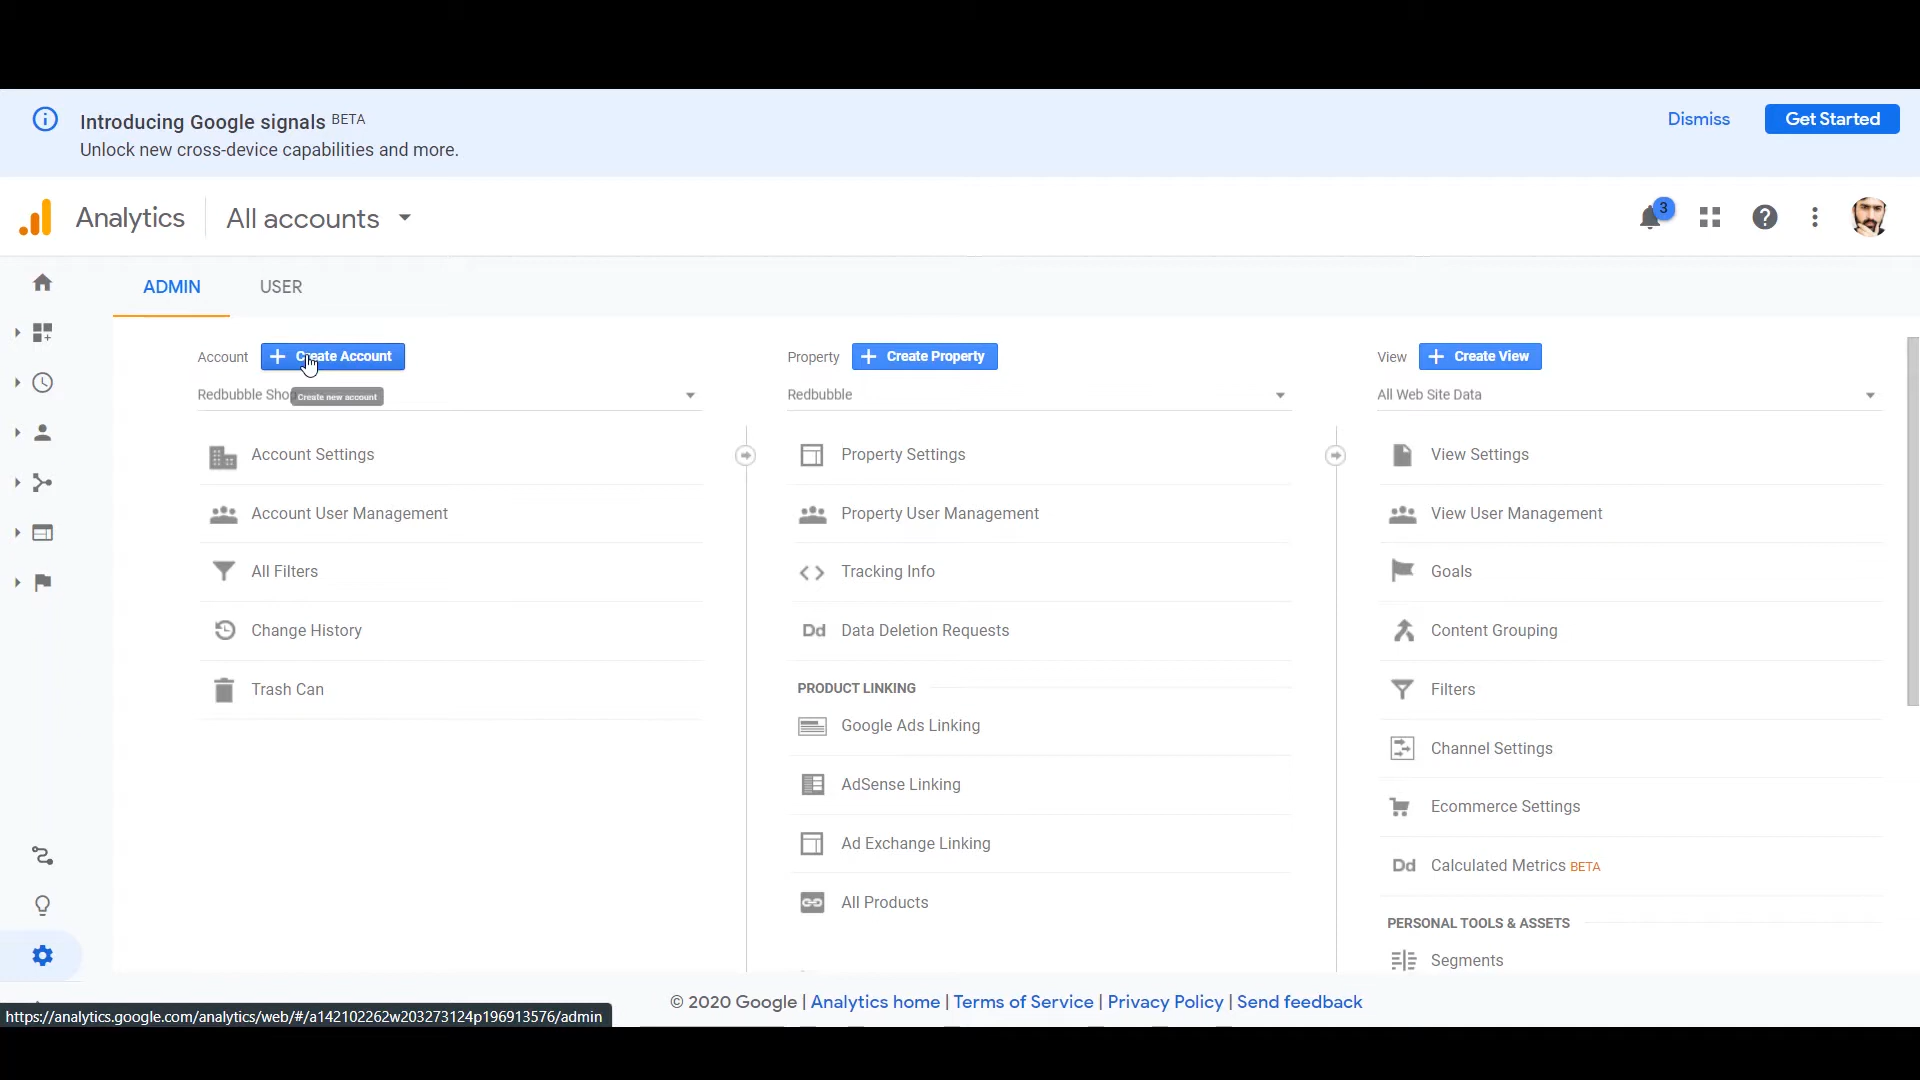 Introducing Google signals BETA
Unlock new cross-device capabilities and more.
Dismiss
Get Started
Analytics
All accounts
3
ADMIN
USER
Account
Create Account
Redbubble Sho
Create new account
Account Settings
Account User Management
All Filters
Change History
Trash Can
Property
Create Property
Redbubble
Property Settings
Property User Management
Tracking Info
Dd Data Deletion Requests
PRODUCT LINKING
Google Ads Linking
AdSense Linking
Ad Exchange Linking
All Products
View
Create View
All Web Site Data
View Settings
View User Management
Goals
Content Grouping
Filters
Channel Settings
Ecommerce Settings
Dd Calculated Metrics BETA
PERSONAL TOOLS & ASSETS
Segments
© 2020 Google | Analytics home | Terms of Service | Privacy Policy | Send feedback
https://analytics.google.com/analytics/web/#/a142102262w203273124p196913576/admin